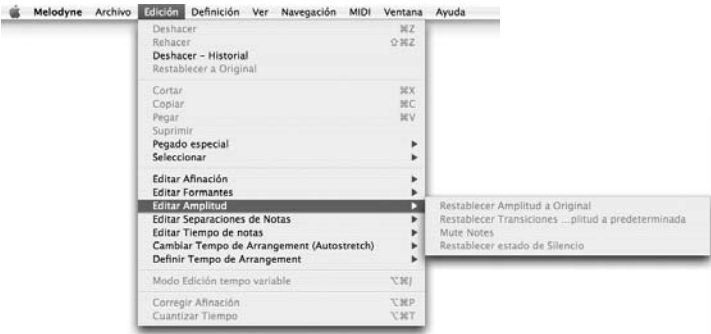 Melodyne Archivo Edición Definición Ver Navegación MIDI Ventana Ayuda
Deshacer ⌘Z
Rehacer ⇧⌘Z
Deshacer – Historial
Restablecer a Original
Cortar ⌘X
Copiar ⌘C
Pegar ⌘V
Suprimir
Pegado especial
Seleccionar
Editar Afinación
Editar Formantes
Editar Amplitud
Restablecer Amplitud a Original
Restablecer Transiciones ...plitud a predeterminada
Mute Notes
Restablecer estado de Silencio
Editar Separaciones de Notas
Editar Tiempo de notas
Cambiar Tempo de Arrangement (Autostretch)
Definir Tempo de Arrangement
Modo Edición tempo variable ⌥⌘J
Corregir Afinación ⌥⌘P
Cuantizar Tiempo ⌥⌘T